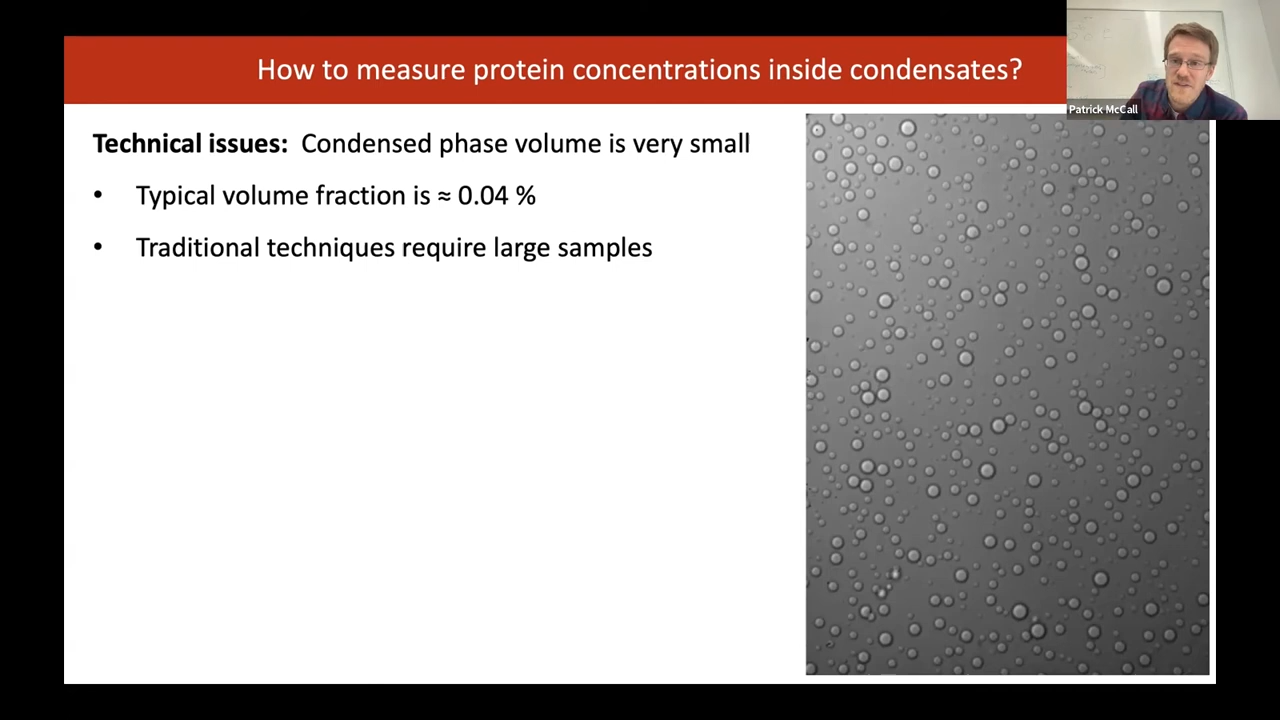 How to measure protein concentrations inside condensates?
Patrick McCall
Technical issues: Condensed phase volume is very small
• Typical volume fraction is ≈ 0.04 %
• Traditional techniques require large samples